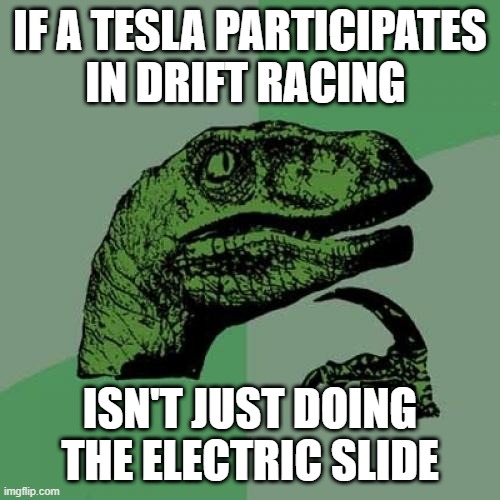 IF A TESLA PARTICIPATES
IN DRIFT RACING
ISN'T JUST DOING
THE ELECTRIC SLIDE
imgflip.com